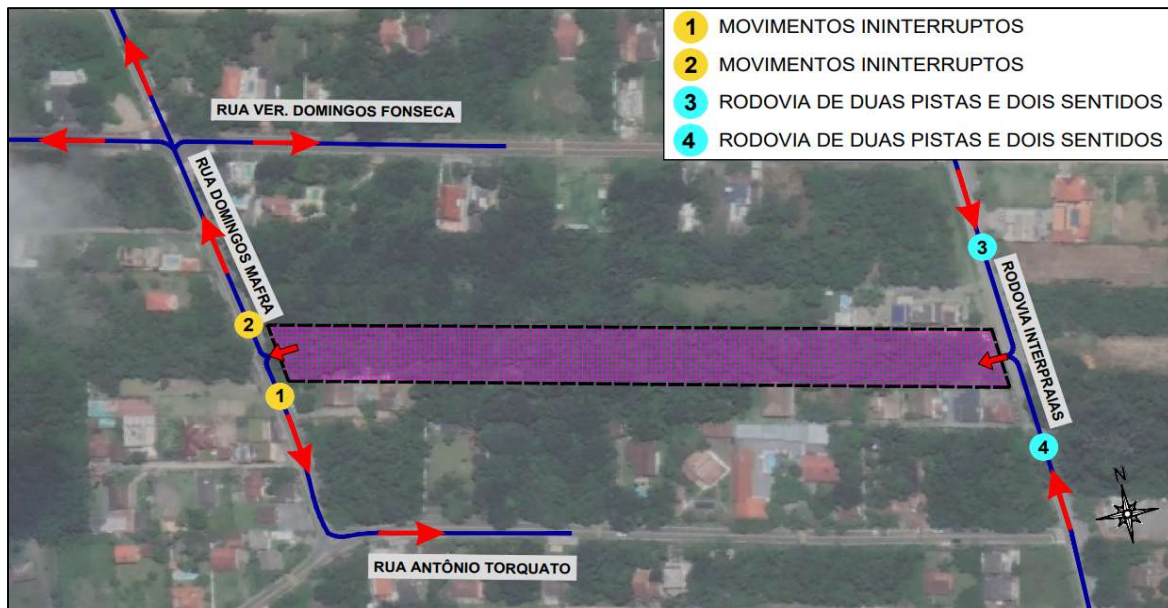 1 MOVIMENTOS ININTERRUPTOS
2 MOVIMENTOS ININTERRUPTOS
3 RODOVIA DE DUAS PISTAS E DOIS SENTIDOS
4 RODOVIA DE DUAS PISTAS E DOIS SENTIDOS
RUA VER. DOMINGOS FONSECA
RUA DOMINGOS MAFRA
3
RODOVIA INTERPRAIAS
2
1
4
N
RUA ANTÔNIO TORQUATO